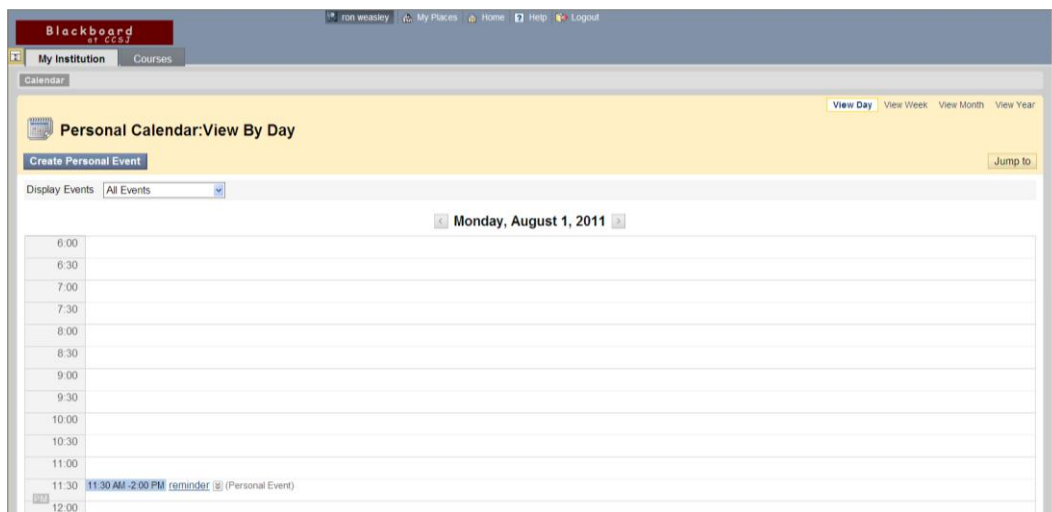 ron weasley My Places Home Help Logout
Blackboard
at CCSJ
My Institution Courses
Calendar
View Day View Week View Month View Year
Personal Calendar:View By Day
Create Personal Event Jump to
Display Events All Events
Monday, August 1, 2011
6:00
6:30
7:00
7:30
8:00
8:30
9:00
9:30
10:00
10:30
11:00
11:30 11:30 AM -2:00 PM reminder (Personal Event)
PM
12:00